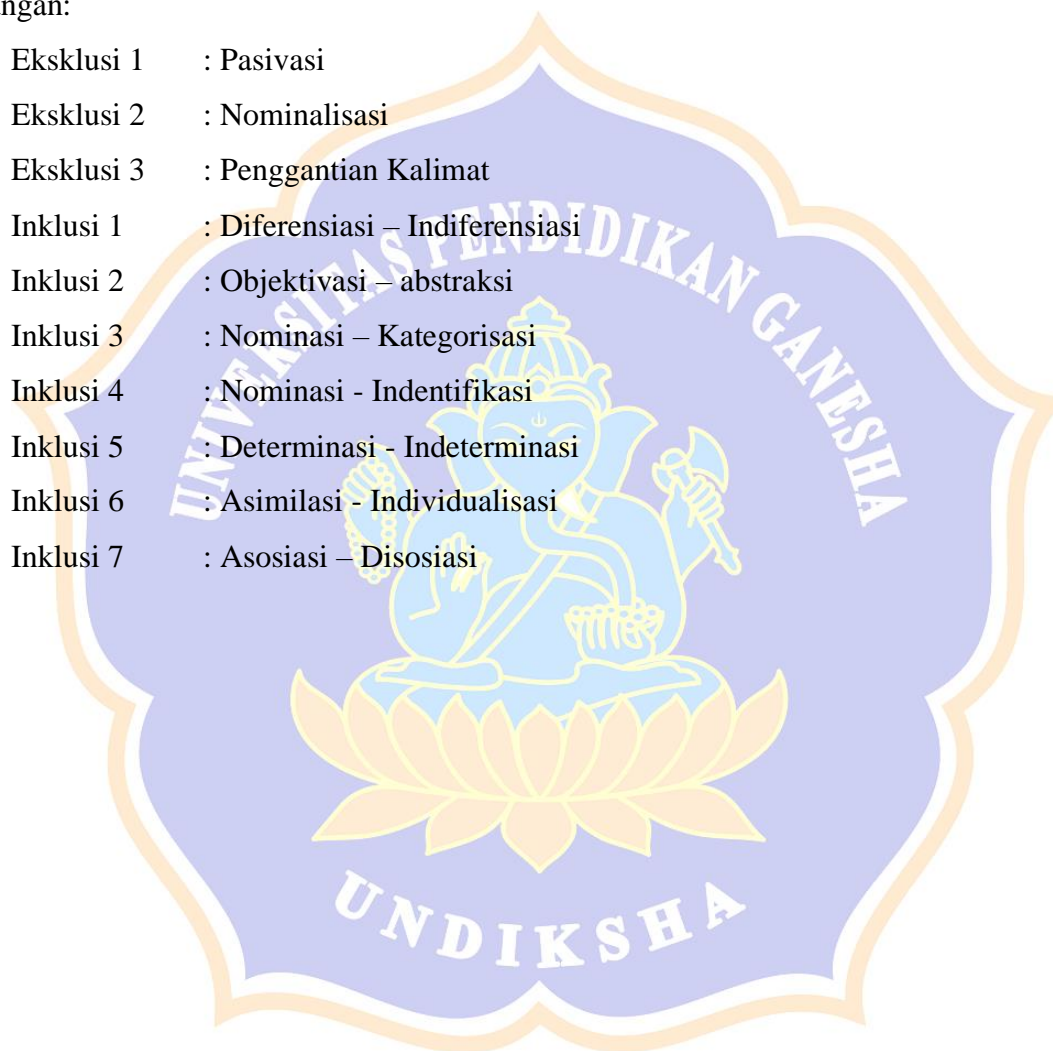 angan:
Eksklusi 1 : Pasivasi
Eksklusi 2 : Nominalisasi
Eksklusi 3 : Penggantian Kalimat
Inklusi 1 : Diferensiasi – Indiferensiasi
Inklusi 2 : Objektivasi – abstraksi
Inklusi 3 : Nominasi – Kategorisasi
Inklusi 4 : Nominasi - Indentifikasi
Inklusi 5 : Determinasi - Indeterminasi
Inklusi 6 : Asimilasi - Individualisasi
Inklusi 7 : Asosiasi – Disosiasi
UNIVERSITAS PENDIDIKAN GANESHA
UNDIKSHA